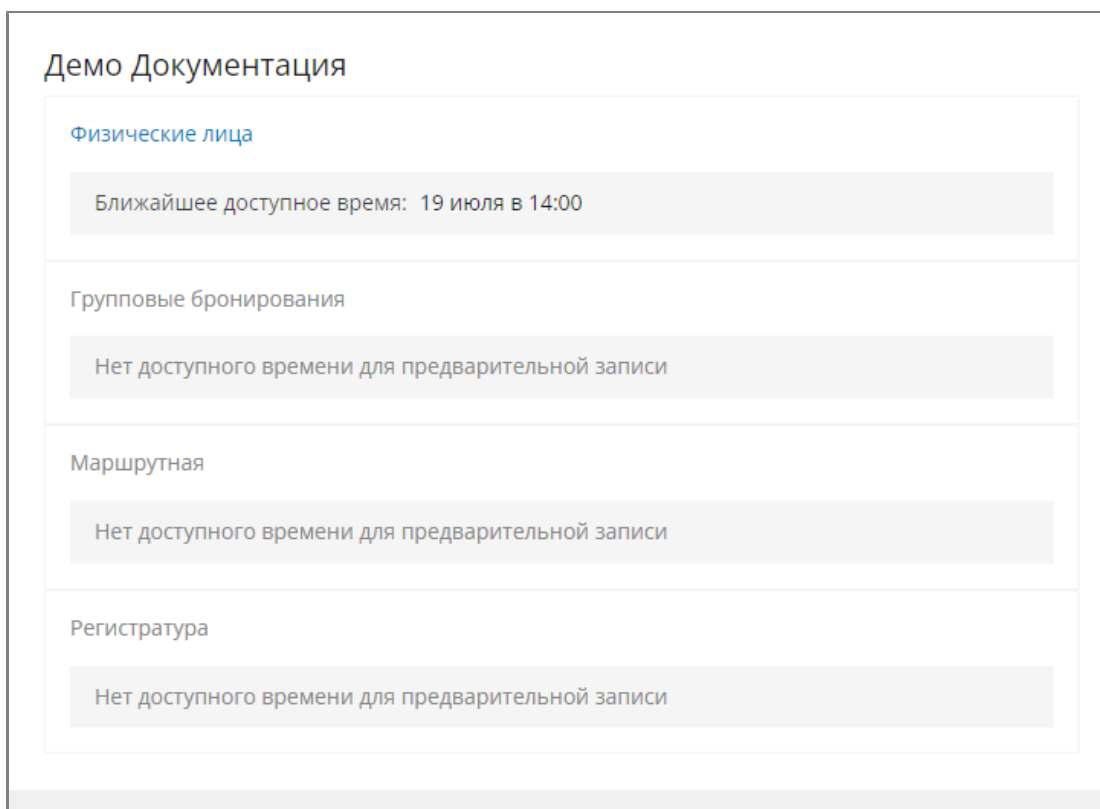 Демо Документация
Физические лица
Ближайшее доступное время: 19 июля в 14:00
Групповые бронирования
Нет доступного времени для предварительной записи
Маршрутная
Нет доступного времени для предварительной записи
Регистратура
Нет доступного времени для предварительной записи